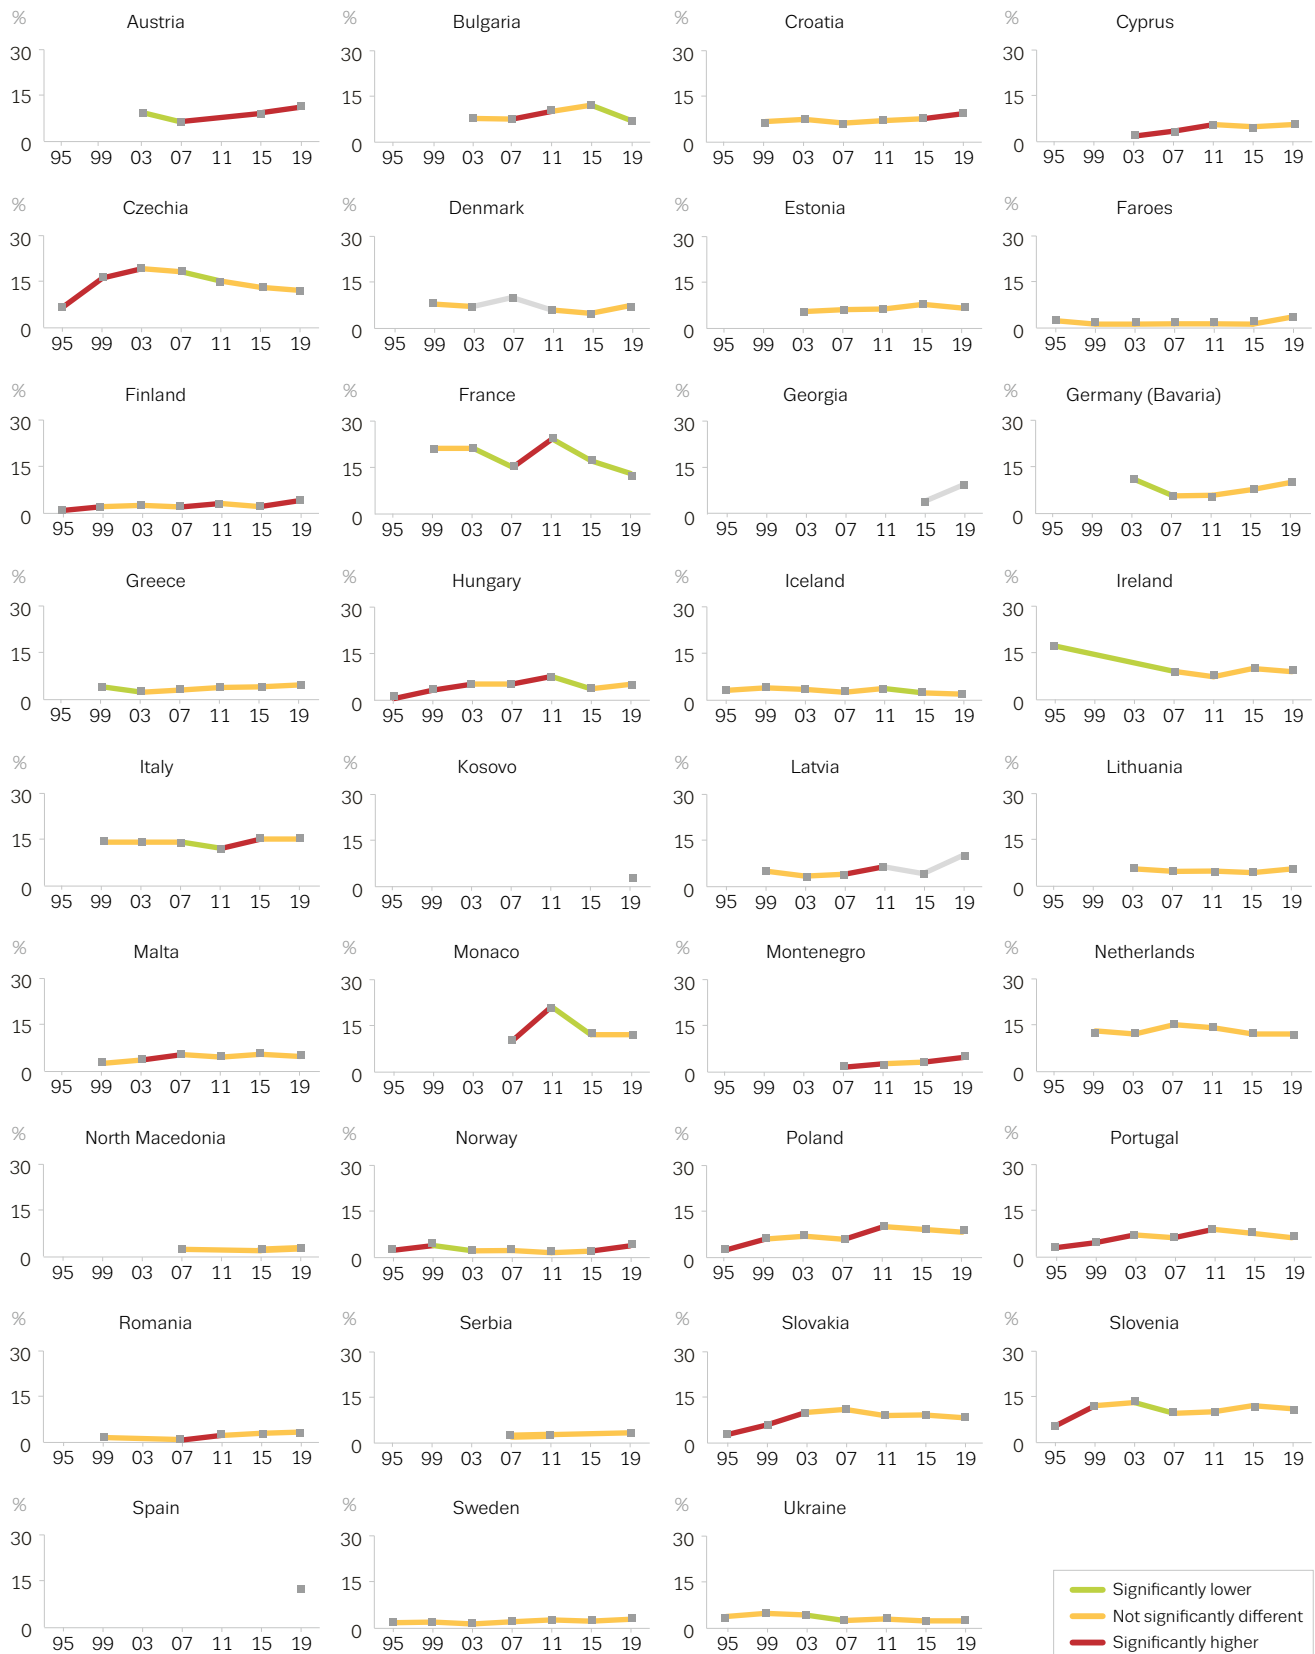 % Austria % Bulgaria % Croatia % Cyprus
30 30 30 30
15 15 15 15
0 0 0 0
95 99 03 07 11 15 19 95 99 03 07 11 15 19 95 99 03 07 11 15 19 95 99 03 07 11 15 19
% Czechia % Denmark % Estonia % Faroes
30 30 30 30
15 15 15 15
0 0 0 0
95 99 03 07 11 15 19 95 99 03 07 11 15 19 95 99 03 07 11 15 19 95 99 03 07 11 15 19
% Finland % France % Georgia % Germany (Bavaria)
30 30 30 30
15 15 15 15
0 0 0 0
95 99 03 07 11 15 19 95 99 03 07 11 15 19 95 99 03 07 11 15 19 95 99 03 07 11 15 19
% Greece % Hungary % Iceland % Ireland
30 30 30 30
15 15 15 15
0 0 0 0
95 99 03 07 11 15 19 95 99 03 07 11 15 19 95 99 03 07 11 15 19 95 99 03 07 11 15 19
% Italy % Kosovo % Latvia % Lithuania
30 30 30 30
15 15 15 15
0 0 0 0
95 99 03 07 11 15 19 95 99 03 07 11 15 19 95 99 03 07 11 15 19 95 99 03 07 11 15 19
% Malta % Monaco % Montenegro % Netherlands
30 30 30 30
15 15 15 15
0 0 0 0
95 99 03 07 11 15 19 95 99 03 07 11 15 19 95 99 03 07 11 15 19 95 99 03 07 11 15 19
% North Macedonia % Norway % Poland % Portugal
30 30 30 30
15 15 15 15
0 0 0 0
95 99 03 07 11 15 19 95 99 03 07 11 15 19 95 99 03 07 11 15 19 95 99 03 07 11 15 19
% Romania % Serbia % Slovakia % Slovenia
30 30 30 30
15 15 15 15
0 0 0 0
95 99 03 07 11 15 19 95 99 03 07 11 15 19 95 99 03 07 11 15 19 95 99 03 07 11 15 19
% Spain % Sweden % Ukraine
30 30 30
15 15 15
0 0 0
95 99 03 07 11 15 19 95 99 03 07 11 15 19 95 99 03 07 11 15 19
Significantly lower
Not significantly different
Significantly higher